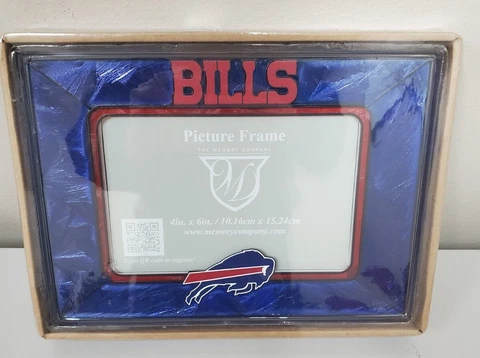 BILLS
Picture Frame
THE MEMORY COMPANY
4in. x 6in. / 10.16cm x 15.24cm
www.memorycompany.com